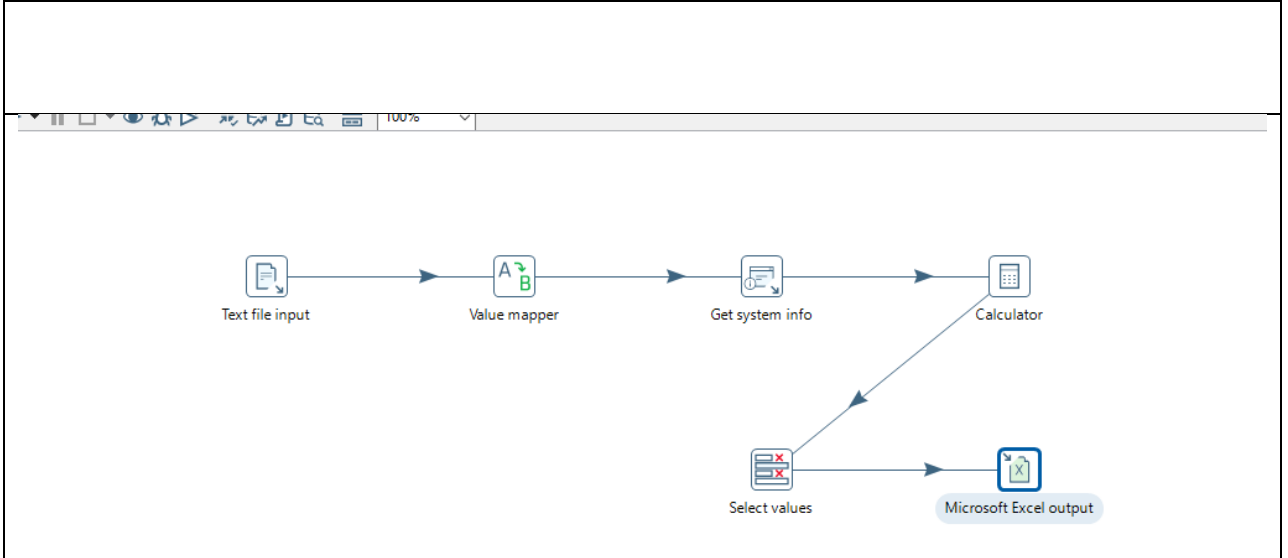 100%
Text file input
Value mapper
Get system info
Calculator
Select values
Microsoft Excel output